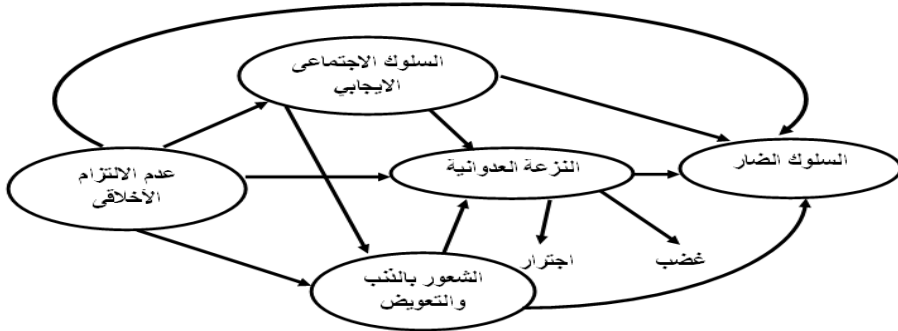 السلوك الاجتماعى
الايجابي
السلوك الضار
النزعة العدوانية
عدم الالتزام
الأخلاقى
اجترار
غضب
الشعور بالذنب
والتعويض